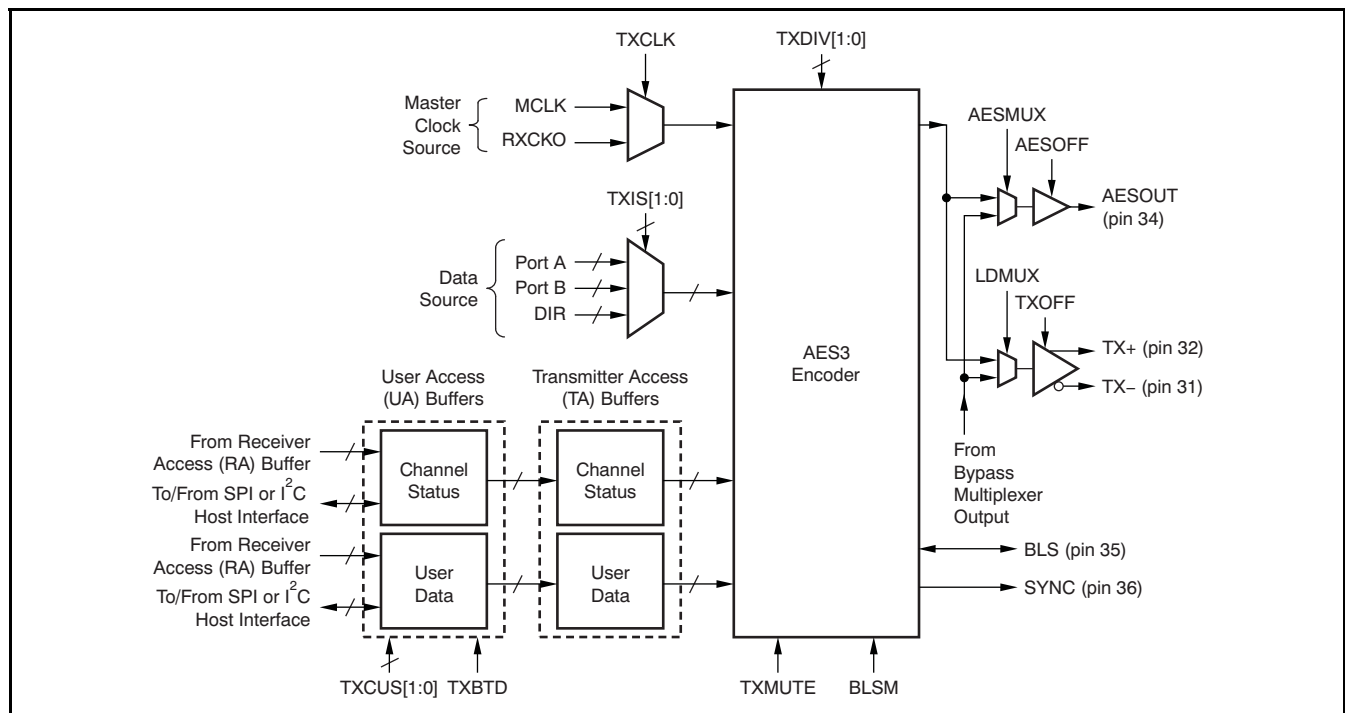 TXCLK
TXDIV[1:0]
Master
Clock
Source
MCLK
RXCKO
AESMUX
AESOFF
AESOUT
(pin 34)
TXIS[1:0]
Data
Source
Port A
Port B
DIR
LDMUX
TXOFF
TX+ (pin 32)
TX− (pin 31)
AES3
Encoder
User Access
(UA) Buffers
Transmitter Access
(TA) Buffers
From Receiver
Access (RA) Buffer
To/From SPI or I²C
Host Interface
From Receiver
Access (RA) Buffer
To/From SPI or I²C
Host Interface
Channel
Status
Channel
Status
User
Data
User
Data
From
Bypass
Multiplexer
Output
BLS (pin 35)
SYNC (pin 36)
TXCUS[1:0]
TXBTD
TXMUTE
BLSM